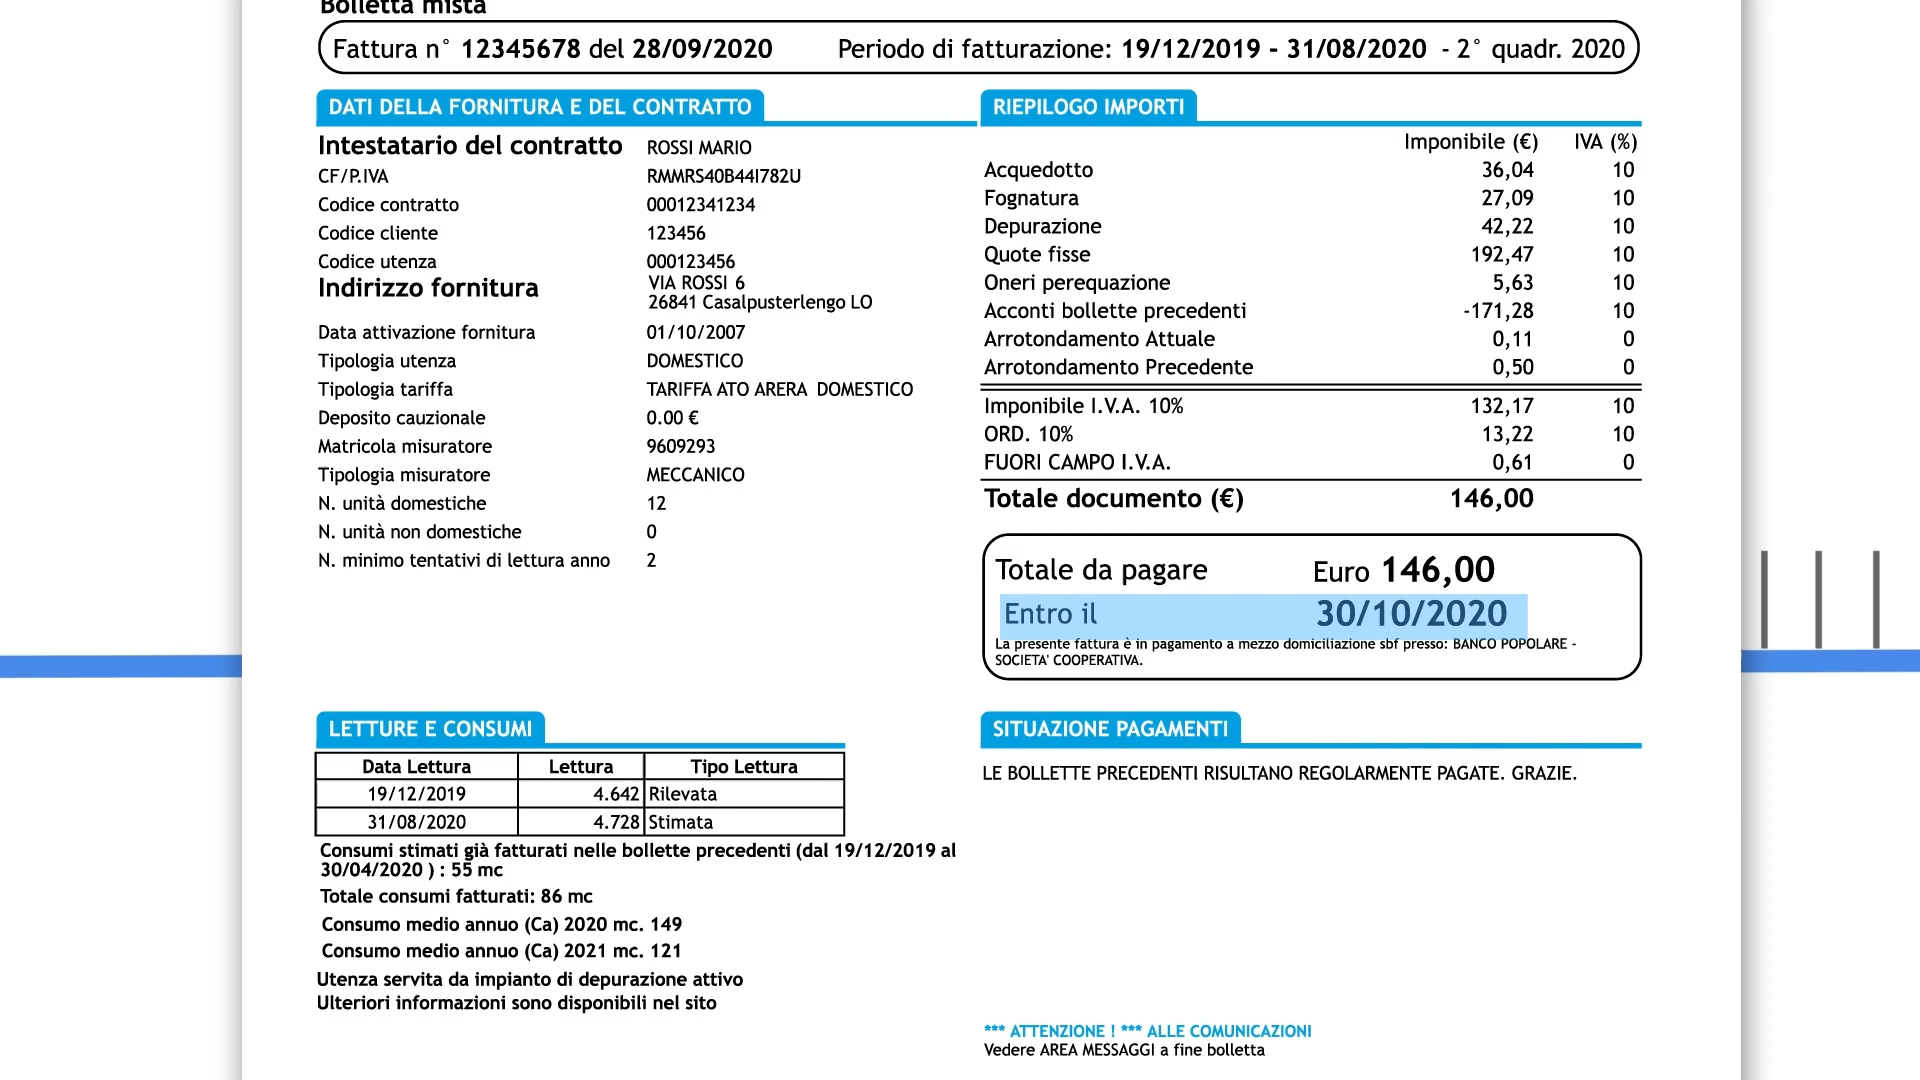 Bolletta mista
Fattura n° 12345678 del 28/09/2020 Periodo di fatturazione: 19/12/2019 - 31/08/2020 - 2° quadr. 2020
DATI DELLA FORNITURA E DEL CONTRATTO
Intestatario del contratto ROSSI MARIO
CF/P.IVA RMMRS40B44I782U
Codice contratto 00012341234
Codice cliente 123456
Codice utenza 000123456
Indirizzo fornitura VIA ROSSI 6
26841 Casalpusterlengo LO
Data attivazione fornitura 01/10/2007
Tipologia utenza DOMESTICO
Tipologia tariffa TARIFFA ATO ARERA DOMESTICO
Deposito cauzionale 0.00 €
Matricola misuratore 9609293
Tipologia misuratore MECCANICO
N. unità domestiche 12
N. unità non domestiche 0
N. minimo tentativi di lettura anno 2
RIEPILOGO IMPORTI
Imponibile (€) IVA (%)
Acquedotto 36,04 10
Fognatura 27,09 10
Depurazione 42,22 10
Quote fisse 192,47 10
Oneri perequazione 5,63 10
Acconti bollette precedenti -171,28 10
Arrotondamento Attuale 0,11 0
Arrotondamento Precedente 0,50 0
Imponibile I.V.A. 10% 132,17 10
ORD. 10% 13,22 10
FUORI CAMPO I.V.A. 0,61 0
Totale documento (€) 146,00
Totale da pagare Euro 146,00
Entro il 30/10/2020
La presente fattura è in pagamento a mezzo domiciliazione sbf presso: BANCO POPOLARE -
SOCIETA' COOPERATIVA.
LETTURE E CONSUMI
Data Lettura Lettura Tipo Lettura
19/12/2019 4.642 Rilevata
31/08/2020 4.728 Stimata
Consumi stimati già fatturati nelle bollette precedenti (dal 19/12/2019 al
30/04/2020 ) : 55 mc
Totale consumi fatturati: 86 mc
Consumo medio annuo (Ca) 2020 mc. 149
Consumo medio annuo (Ca) 2021 mc. 121
Utenza servita da impianto di depurazione attivo
Ulteriori informazioni sono disponibili nel sito
SITUAZIONE PAGAMENTI
LE BOLLETTE PRECEDENTI RISULTANO REGOLARMENTE PAGATE. GRAZIE.
*** ATTENZIONE ! *** ALLE COMUNICAZIONI
Vedere AREA MESSAGGI a fine bolletta